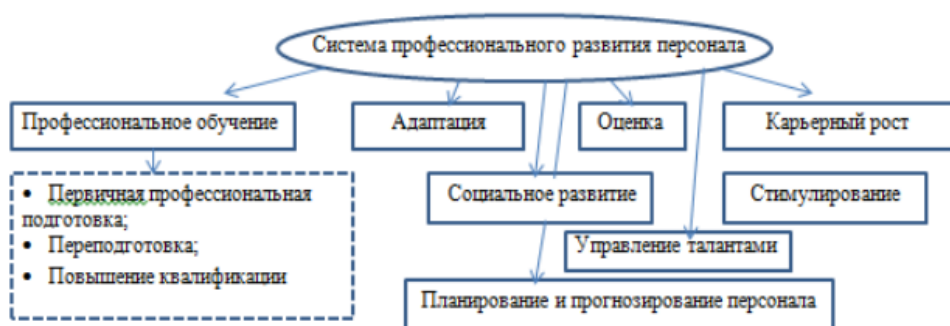 Система профессионального развития персонала
Профессиональное обучение
Адаптация
Оценка
Карьерный рост
• Первичная профессиональная
подготовка;
• Переподготовка;
• Повышение квалификации
Социальное развитие
Стимулирование
Управление талантами
Планирование и прогнозирование персонала